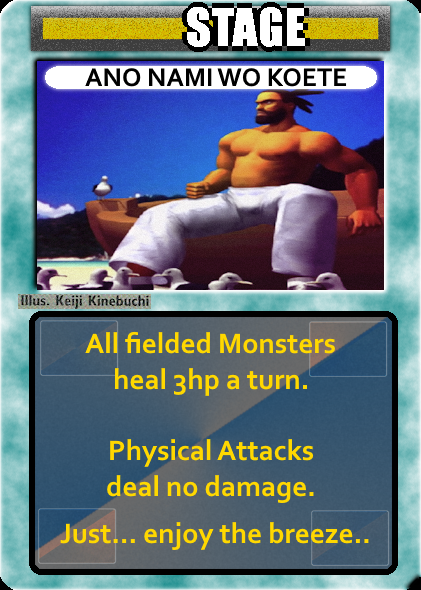 STAGE
ANO NAMI WO KOETE
Illus. Keiji Kinebuchi
All fielded Monsters
heal 3hp a turn.
Physical Attacks
deal no damage.
Just... enjoy the breeze..